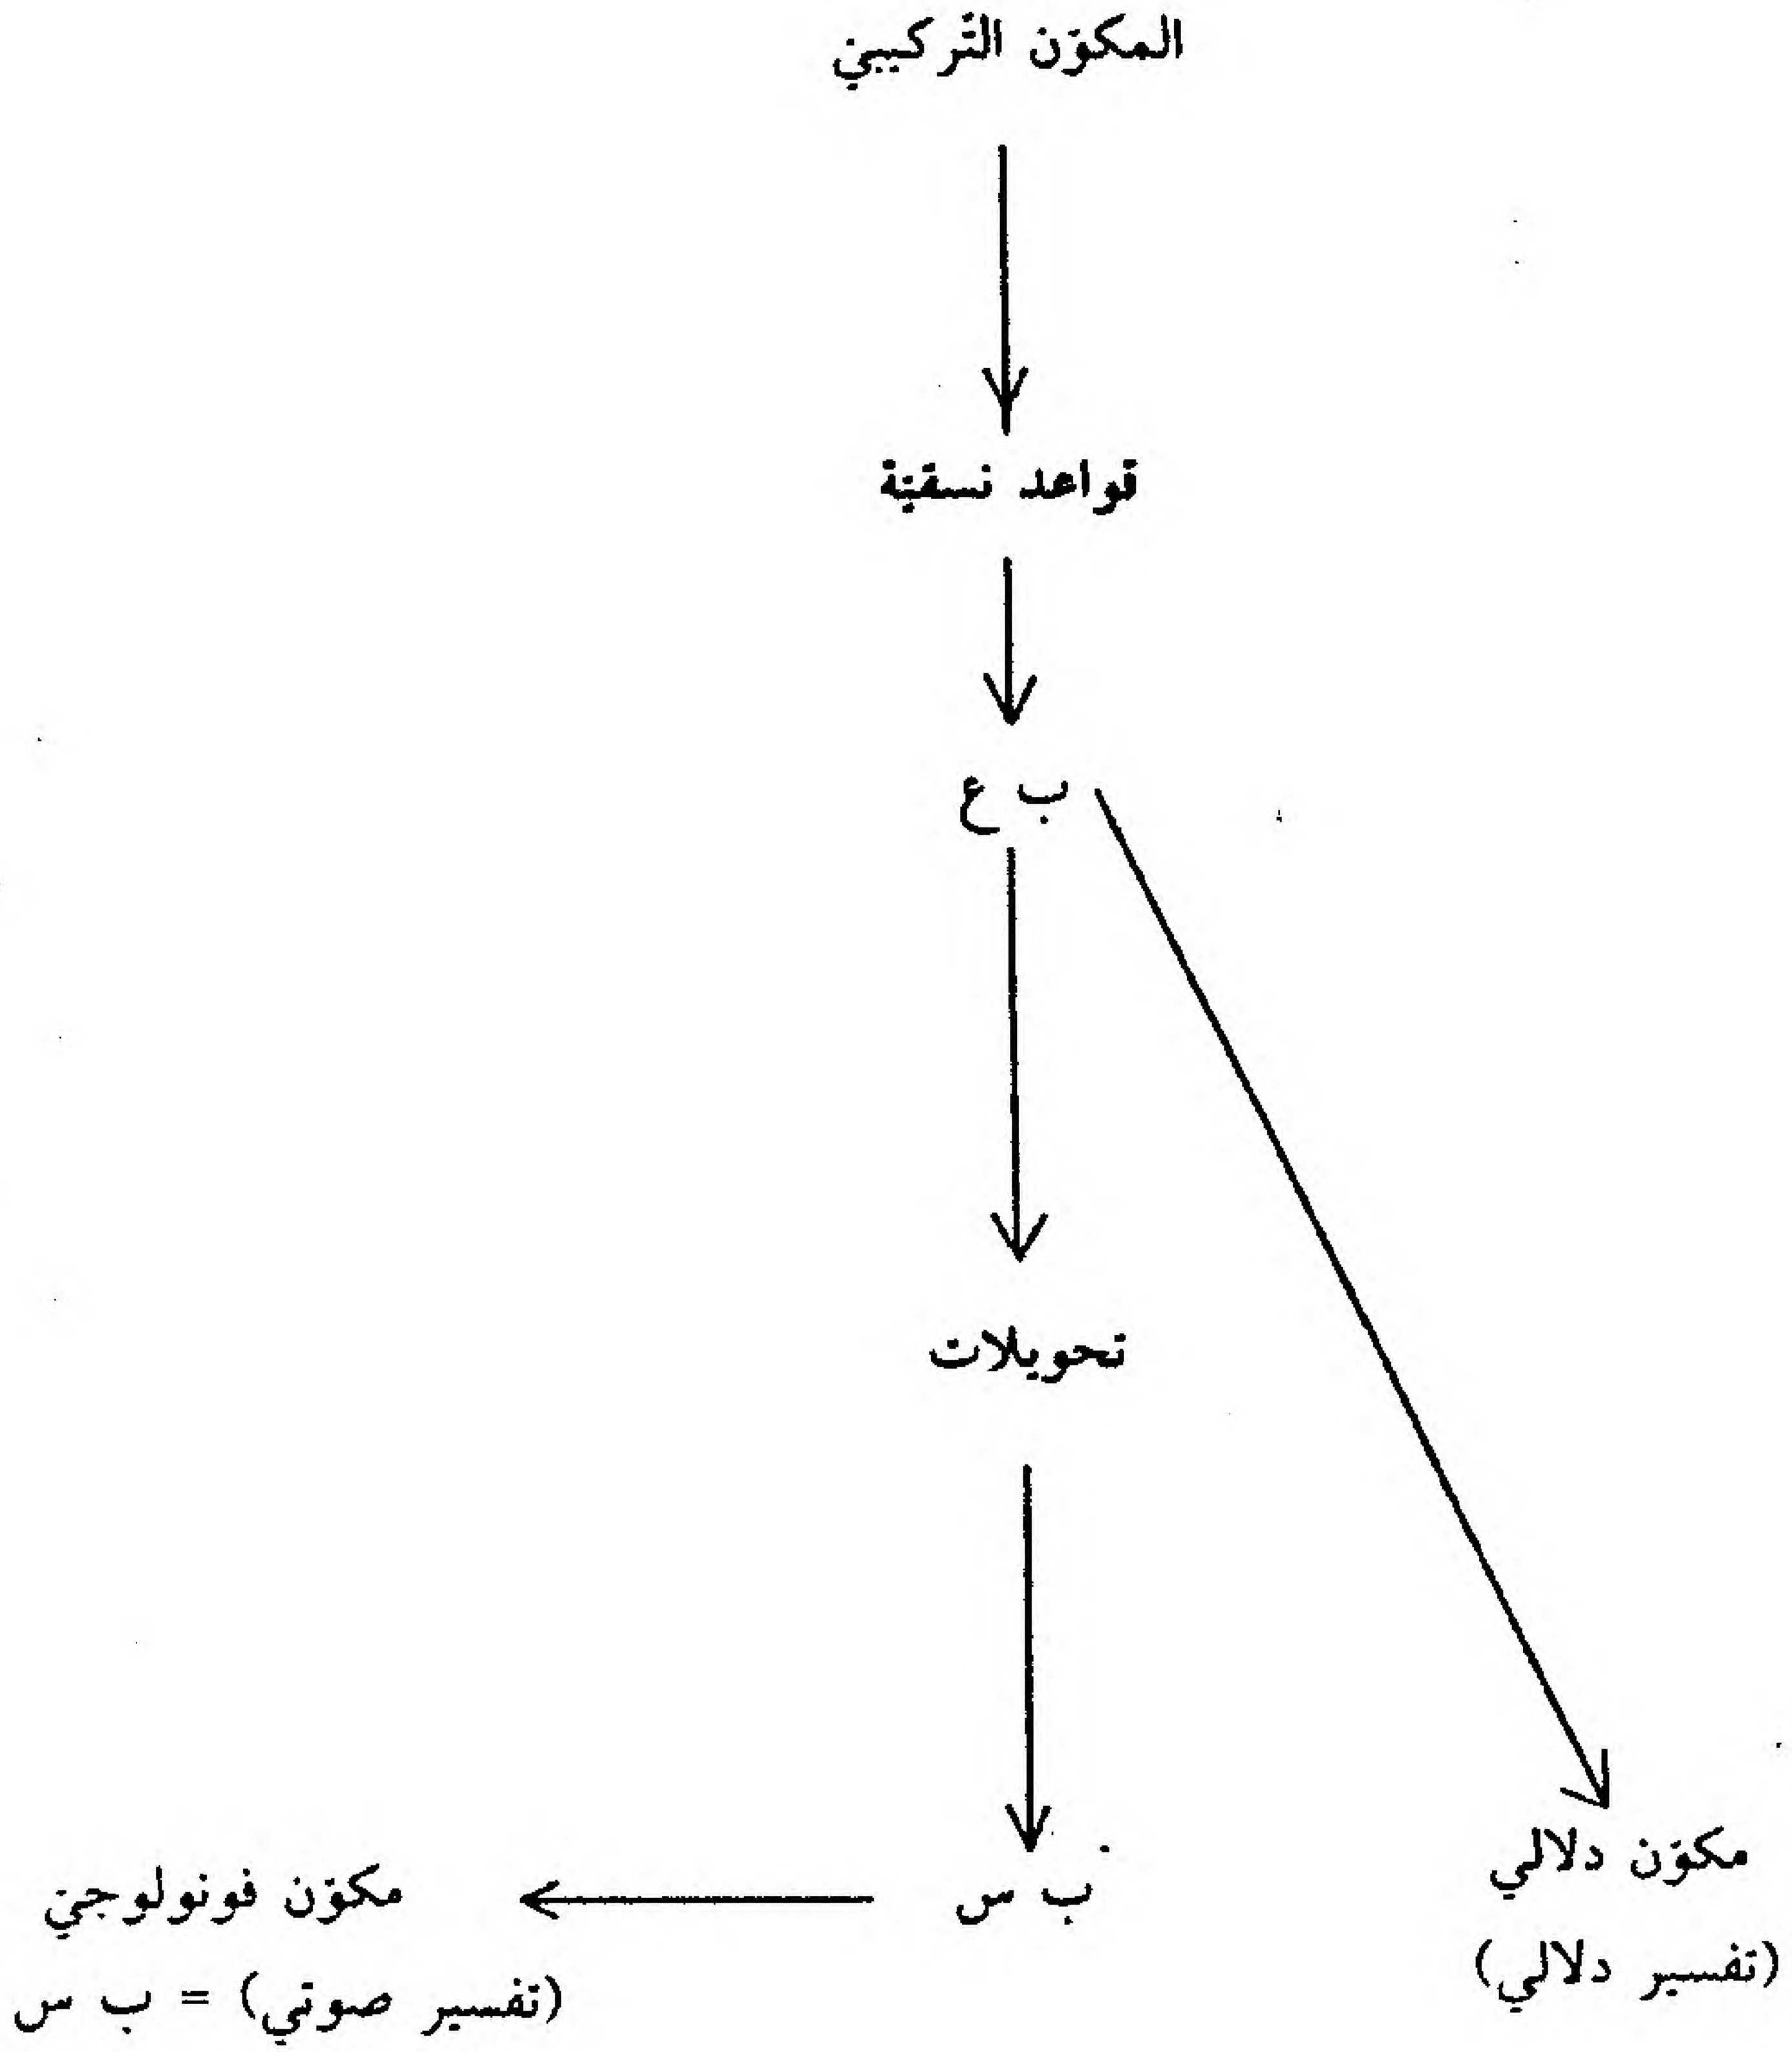 المكوّن التّركيبيّ
قواعد نسقيّة
ب ع
تحويلات
مكوّن دلالي
(تفسير دلالي)
ب س
مكوّن فونولوجيّ
(تفسير صوتي) = ب س